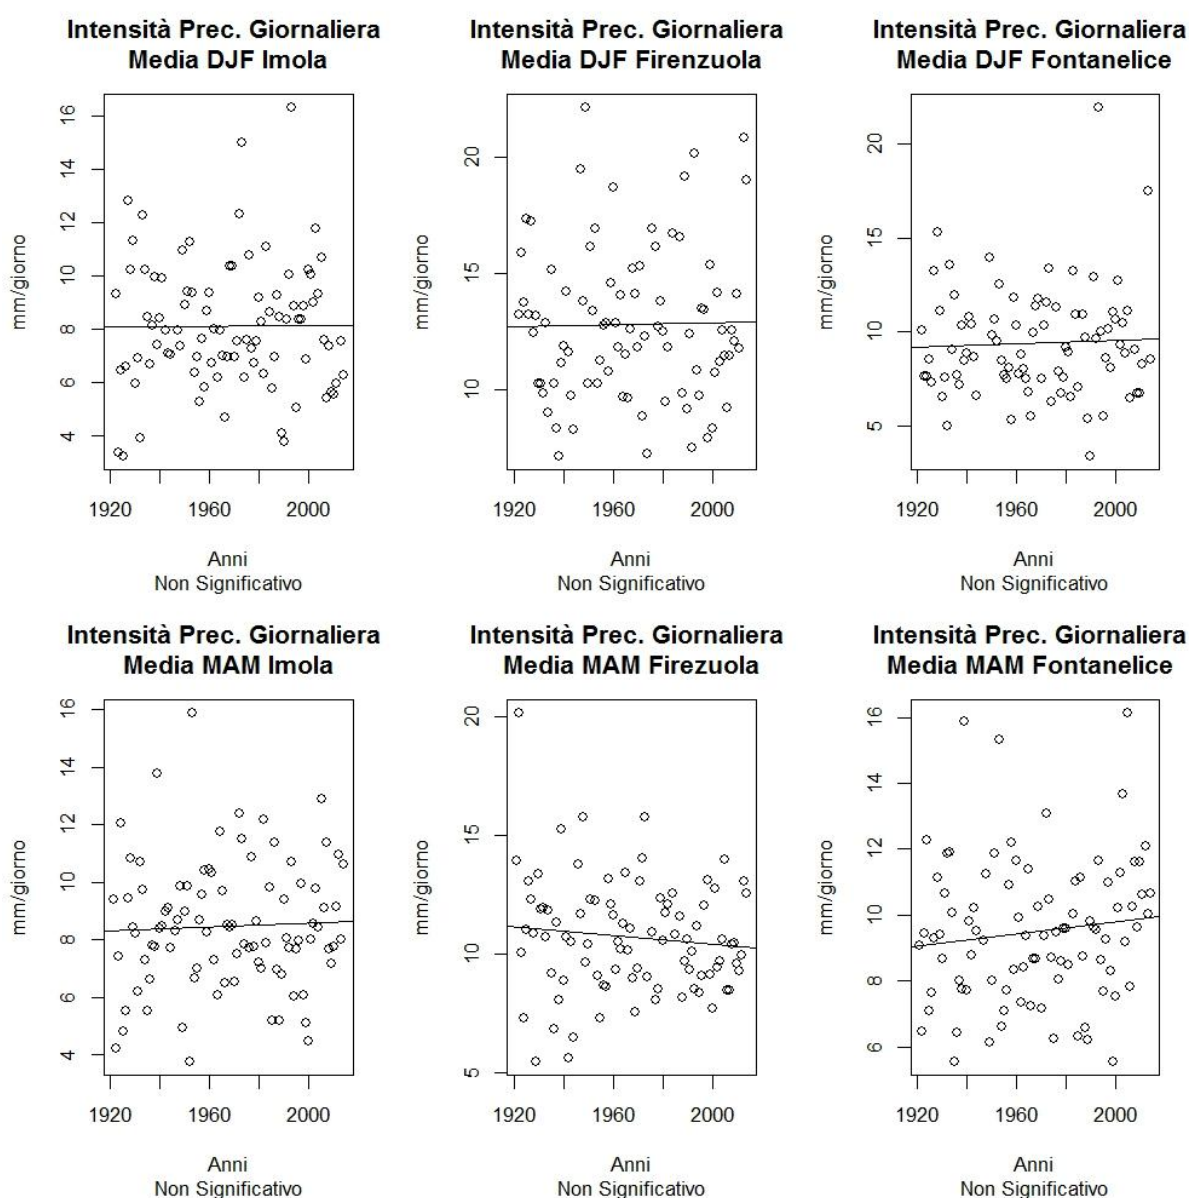 Intensità Prec. Giornaliera
Media DJF Imola
mm/giorno
16
14
12
10
8
6
4
1920 1960 2000
Anni
Non Significativo
Intensità Prec. Giornaliera
Media DJF Firenzuola
mm/giorno
20
15
10
1920 1960 2000
Anni
Non Significativo
Intensità Prec. Giornaliera
Media DJF Fontanelice
mm/giorno
20
15
10
5
1920 1960 2000
Anni
Non Significativo
Intensità Prec. Giornaliera
Media MAM Imola
mm/giorno
16
14
12
10
8
6
4
1920 1960 2000
Anni
Non Significativo
Intensità Prec. Giornaliera
Media MAM Firezuola
mm/giorno
20
15
10
5
1920 1960 2000
Anni
Non Significativo
Intensità Prec. Giornaliera
Media MAM Fontanelice
mm/giorno
16
14
12
10
8
6
1920 1960 2000
Anni
Non Significativo